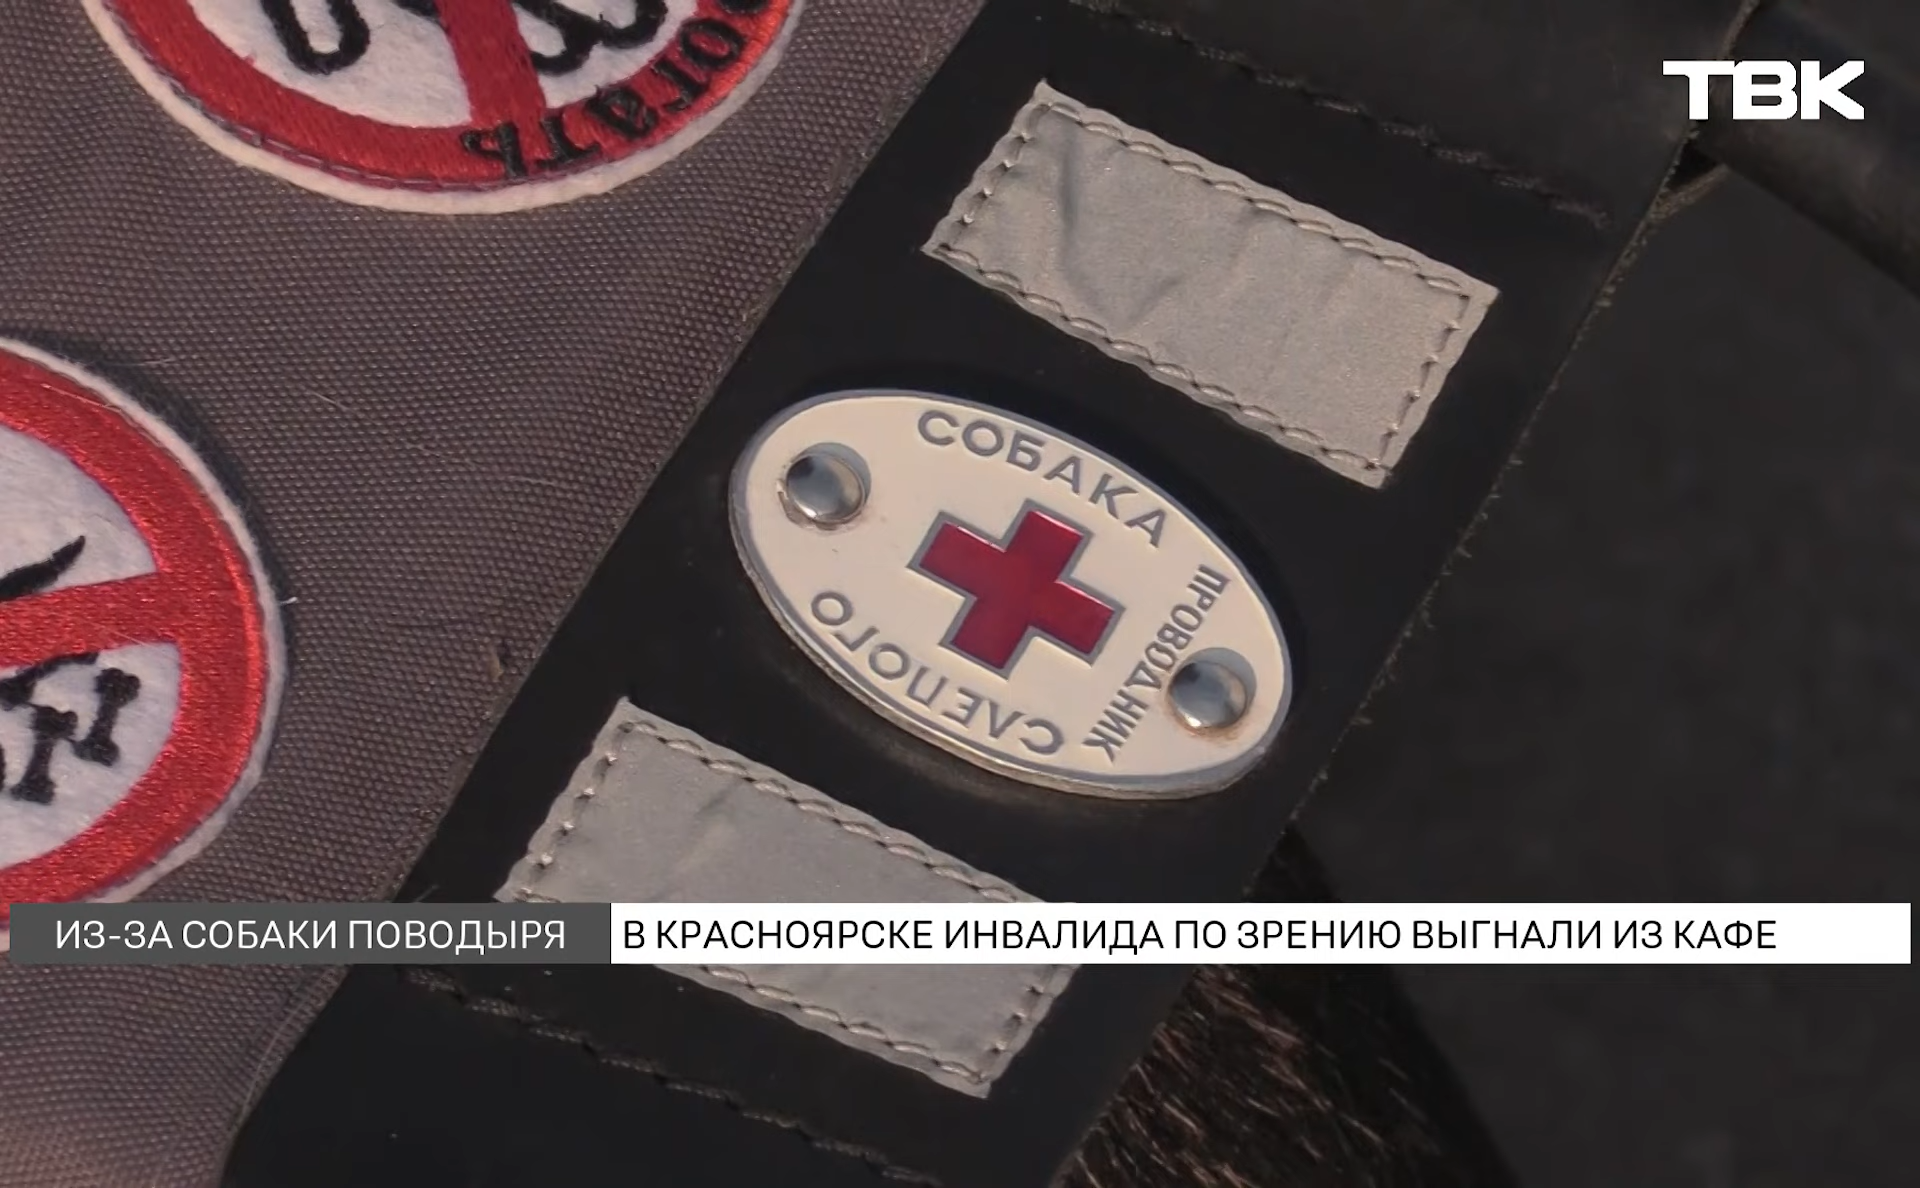 ТВК
СОБАКА
ПРОВОДНИК
СЛЕПОГО
ИЗ-ЗА СОБАКИ ПОВОДЫРЯ
В КРАСНОЯРСКЕ ИНВАЛИДА ПО ЗРЕНИЮ ВЫГНАЛИ ИЗ КАФЕ